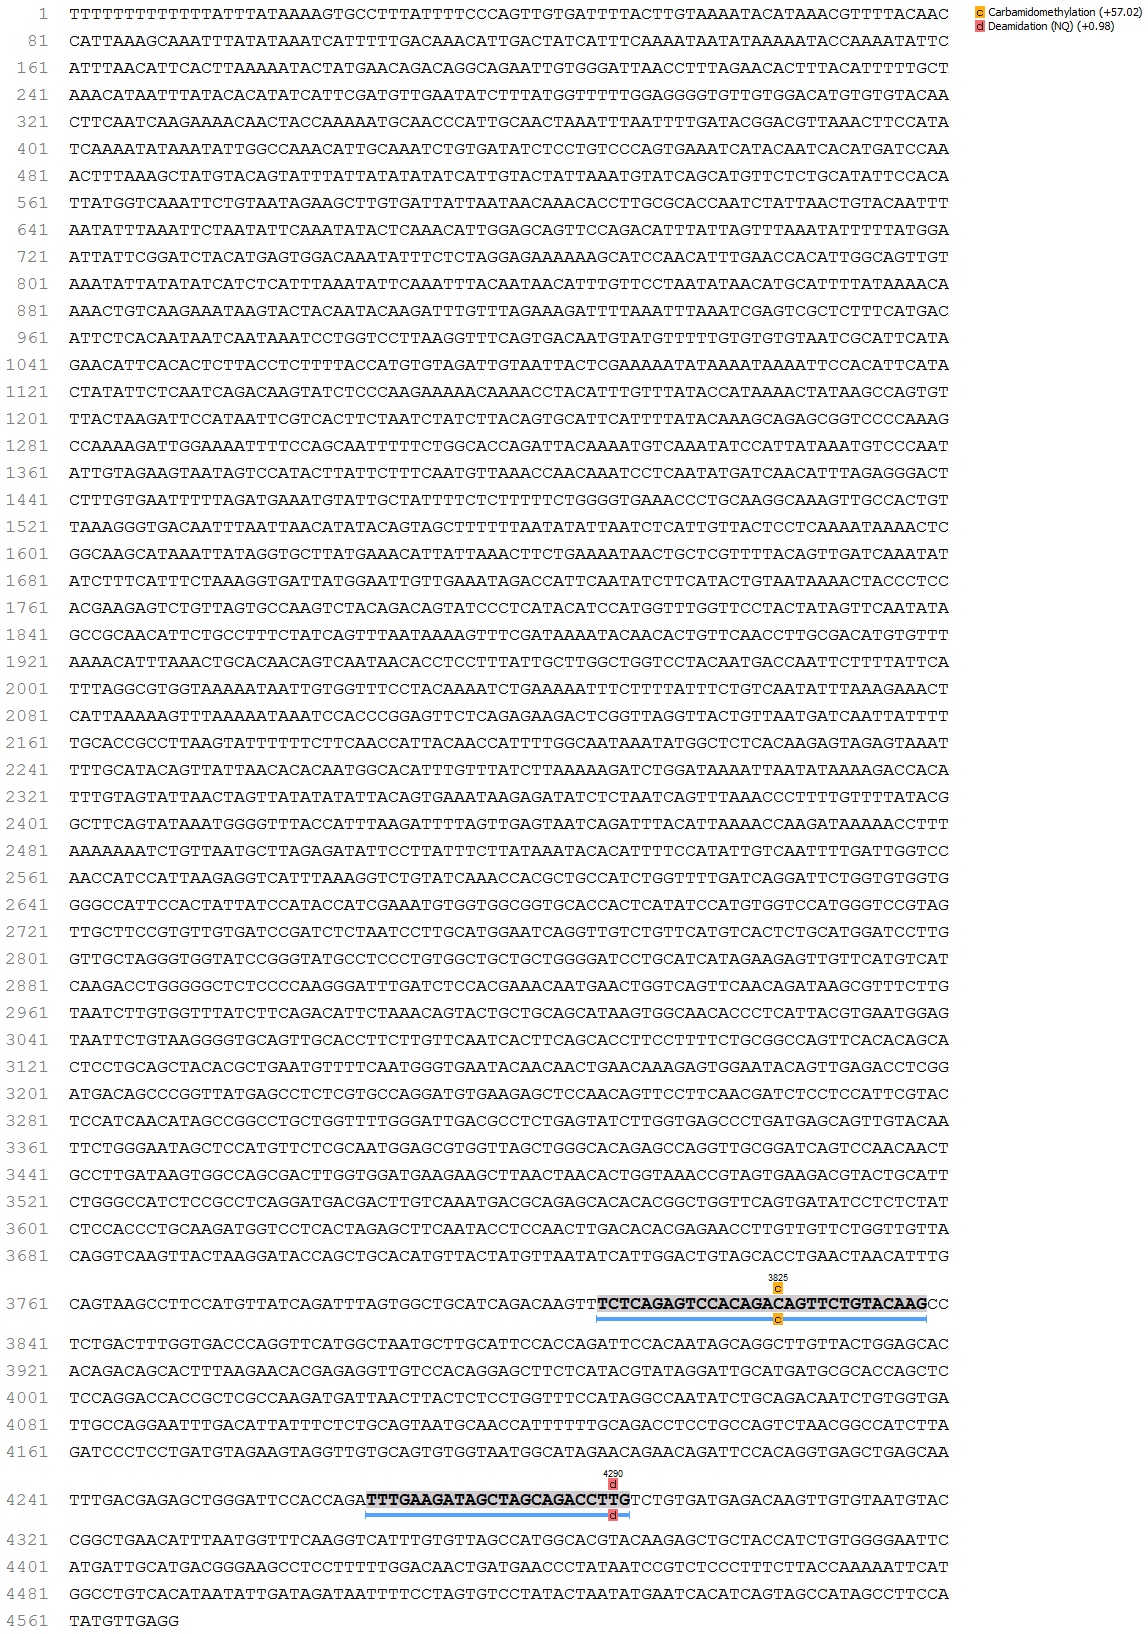 1 TTTTTTTTTTTTTTATTTATAAAAGTGCCTTTATTTTCCCAGTTGTGATTTTACTTGTAAAATACATAAACGTTTTACAAC
c Carbamidomethylation (+57.02)
d Deamidation (NQ) (+0.98)
81 CATTAAAGCAAATTTATATAAATCATTTTTGACAAACATTGACTATCATTTCAAAATAATATAAAAATACCAAAATATTC
161 ATTTAACATTCACTTAAAAATACTATGAACAGACAGGCAGAATTGTGGGATTAACCTTTAGAACACTTTACATTTTTGCT
241 AAACATAATTTATACACATATCATTCGATGTTGAATATCTTTATGGTTTTTGGAGGGGTGTTGTGGACATGTGTGTACAA
321 CTTCAATCAAGAAAACAACTACCAAAAATGCAACCCATTGCAACTAAATTTAATTTTGATACGGACGTTAAACTTCCATA
401 TCAAAATATAAATATTGGCCAAACATTGCAAATCTGTGATATCTCCTGTCCCAGTGAAATCATACAATCACATGATCCAA
481 ACTTTAAAGCTATGTACAGTATTTATTATATATATCATTGTACTATTAAATGTATCAGCATGTTCTCTGCATATTCCACA
561 TTATGGTCAAATTCTGTAATAGAAGCTTGTGATTATTAATAACAAACACCTTGCGCACCAATCTATTAACTGTACAATTT
641 AATATTTAAATTCTAATATTCAAATATACTCAAACATTGGAGCAGTTCCAGACATTTATTAGTTTAAATATTTTTATGGA
721 ATTATTCGGATCTACATGAGTGGACAAATATTTCTCTAGGAGAAAAAAGCATCCAACATTTGAACCACATTGGCAGTTGT
801 AAATATTATATATCATCTCATTTAAATATTCAAATTTACAATAACATTTGTTCCTAATATAACATGCATTTTATAAAACA
881 AAACTGTCAAGAAATAAGTACTACAATACAAGATTTGTTTAGAAAGATTTTAAATTTAAATCGAGTCGCTCTTTCATGAC
961 ATTCTCACAATAATCAATAAATCCTGGTCCTTAAGGTTTCAGTGACAATGTATGTTTTTGTGTGTGTAATCGCATTCATA
1041 GAACATTCACACTCTTACCTCTTTTACCATGTGTAGATTGTAATTACTCGAAAAATATAAAATAAAATTCCACATTCATA
1121 CTATATTCTCAATCAGACAAGTATCTCCCAAGAAAAACAAAACCTACATTTGTTTATACCATAAAACTATAAGCCAGTGT
1201 TTACTAAGATTCCATAATTCGTCACTTCTAATCTATCTTACAGTGCATTCATTTTATACAAAGCAGAGCGGTCCCCAAAG
1281 CCAAAAGATTGGAAAATTTTCCAGCAATTTTTCTGGCACCAGATTACAAAATGTCAAATATCCATTATAAATGTCCCAAT
1361 ATTGTAGAAGTAATAGTCCATACTTATTCTTTCAATGTTAAACCAACAAATCCTCAATATGATCAACATTTAGAGGGACT
1441 CTTTGTGAATTTTTAGATGAAATGTATTGCTATTTTCTCTTTTTCTGGGGTGAAACCCTGCAAGGCAAAGTTGCCACTGT
1521 TAAAGGGTGACAATTTAATTAACATATACAGTAGCTTTTTTAATATATTAATCTCATTGTTACTCCTCAAAATAAAACTC
1601 GGCAAGCATAAATTATAGGTGCTTATGAAACATTATTAAACTTCTGAAAATAACTGCTCGTTTTACAGTTGATCAAATAT
1681 ATCTTTCATTTCTAAAGGTGATTATGGAATTGTTGAAATAGACCATTCAATATCTTCATACTGTAATAAAACTACCCTCC
1761 ACGAAGAGTCTGTTAGTGCCAAGTCTACAGACAGTATCCCTCATACATCCATGGTTTGGTTCCTACTATAGTTCAATATA
1841 GCCGCAACATTCTGCCTTTCTATCAGTTTAATAAAAGTTTCGATAAAATACAACACTGTTCAACCTTGCGACATGTGTTT
1921 AAAACATTTAAACTGCACAACAGTCAATAACACCTCCTTTATTGCTTGGCTGGTCCTACAATGACCAATTCTTTTATTCA
2001 TTTAGGCGTGGTAAAAATAATTGTGGTTTCCTACAAAATCTGAAAAATTTCTTTTATTTCTGTCAATATTTAAAGAAACT
2081 CATTAAAAAGTTTAAAAATAAATCCACCCGGAGTTCTCAGAGAAGACTCGGTTAGGTTACTGTTAATGATCAATTATTTT
2161 TGCACCGCCTTAAGTATTTTTTCTTCAACCATTACAACCATTTTGGCAATAAATATGGCTCTCACAAGAGTAGAGTAAAT
2241 TTTGCATACAGTTATTAACACACAATGGCACATTTGTTTATCTTAAAAAGATCTGGATAAAATTAATATAAAAGACCACA
2321 TTTGTAGTATTAACTAGTTATATATATTACAGTGAAATAAGAGATATCTCTAATCAGTTTAAACCCTTTTGTTTTATACG
2401 GCTTCAGTATAAATGGGGTTTACCATTTAAGATTTTAGTTGAGTAATCAGATTTACATTAAAACCAAGATAAAAACCTTT
2481 AAAAAAATCTGTTAATGCTTAGAGATATTCCTTATTTCTTATAAATACACATTTTCCATATTGTCAATTTTGATTGGTCC
2561 AACCATCCATTAAGAGGTCATTTAAAGGTCTGTATCAAACCACGCTGCCATCTGGTTTTGATCAGGATTCTGGTGTGGTG
2641 GGGCCATTCCACTATTATCCATACCATCGAAATGTGGTGGCGGTGCACCACTCATATCCATGTGGTCCATGGGTCCGTAG
2721 TTGCTTCCGTGTTGTGATCCGATCTCTAATCCTTGCATGGAATCAGGTTGTCTGTTCATGTCACTCTGCATGGATCCTTG
2801 GTTGCTAGGGTGGTATCCGGGTATGCCTCCCTGTGGCTGCTGCTGGGGATCCTGCATCATAGAAGAGTTGTTCATGTCAT
2881 CAAGACCTGGGGGCTCTCCCCAAGGGATTTGATCTCCACGAAACAATGAACTGGTCAGTTCAACAGATAAGCGTTTCTTG
2961 TAATCTTGTGGTTTATCTTCAGACATTCTAAACAGTACTGCTGCAGCATAAGTGGCAACACCCTCATTACGTGAATGGAG
3041 TAATTCTGTAAGGGGTGCAGTTGCACCTTCTTGTTCAATCACTTCAGCACCTTCCTTTTCTGCGGCCAGTTCACACAGCA
3121 CTCCTGCAGCTACACGCTGAATGTTTTCAATGGGTGAATACAACAACTGAACAAAGAGTGGAATACAGTTGAGACCTCGG
3201 ATGACAGCCCGGTTATGAGCCTCTCGTGCCAGGATGTGAAGAGCTCCAACAGTTCCTTCAACGATCTCCTCCATTCGTAC
3281 TCCATCAACATAGCCGGCCTGCTGGTTTTGGGATTGACGCCTCTGAGTATCTTGGTGAGCCCTGATGAGCAGTTGTACAA
3361 TTCTGGGAATAGCTCCATGTTCTCGCAATGGAGCGTGGTTAGCTGGGCACAGAGCCAGGTTGCGGATCAGTCCAACAACT
3441 GCCTTGATAAGTGGCCAGCGACTTGGTGGATGAAGAAGCTTAACTAACACTGGTAAACCGTAGTGAAGACGTACTGCATT
3521 CTGGGCCATCTCCGCCTCAGGATGACGACTTGTCAAATGACGCAGAGCACACACGGCTGGTTCAGTGATATCCTCTCTAT
3601 CTCCACCCTGCAAGATGGTCCTCACTAGAGCTTCAATACCTCCAACTTGACACACGAGAACCTTGTTGTTCTGGTTGTTA
3681 CAGGTCAAGTTACTAAGGATACCAGCTGCACATGTTACTATGTTAATATCATTGGACTGTAGCACCTGAACTAACATTTG
3825
c
3761 CAGTAAGCCTTCCATGTTATCAGATTTAGTGGCTGCATCAGACAAGTTTCTCAGAGTCCACAGACAGTTCTGTACAAGCC
c
3841 TCTGACTTTGGTGACCCAGGTTCATGGCTAATGCTTGCATTCCACCAGATTCCACAATAGCAGGCTTGTTACTGGAGCAC
3921 ACAGACAGCACTTTAAGAACACGAGAGGTTGTCCACAGGAGCTTCTCATACGTATAGGATTGCATGATGCGCACCAGCTC
4001 TCCAGGACCACCGCTCGCCAAGATGATTAACTTACTCTCCTGGTTTCCATAGGCCAATATCTGCAGACAATCTGTGGTGA
4081 TTGCCAGGAATTTGACATTATTTCTCTGCAGTAATGCAACCATTTTTTGCAGACCTCCTGCCAGTCTAACGGCCATCTTA
4161 GATCCCTCCTGATGTAGAAGTAGGTTGTGCAGTGTGGTAATGGCATAGAACAGAACAGATTCCACAGGTGAGCTGAGCAA
4290
d
4241 TTTGACGAGAGCTGGGATTCCACCAGATTTGAAGATAGCTAGCAGACCTTGTCTGTGATGAGACAAGTTGTGTAATGTAC
d
4321 CGGCTGAACATTTAATGGTTTCAAGGTCATTTGTGTTAGCCATGGCACGTACAAGAGCTGCTACCATCTGTGGGGAATTC
4401 ATGATTGCATGACGGGAAGCCTCCTTTTTGGACAACTGATGAACCCTATAATCCGTCTCCCTTTCTTACCAAAAATTCAT
4481 GGCCTGTCACATAATATTGATAGATAATTTTCCTAGTGTCCTATACTAATATGAATCACATCAGTAGCCATAGCCTTCCA
4561 TATGTTGAGG